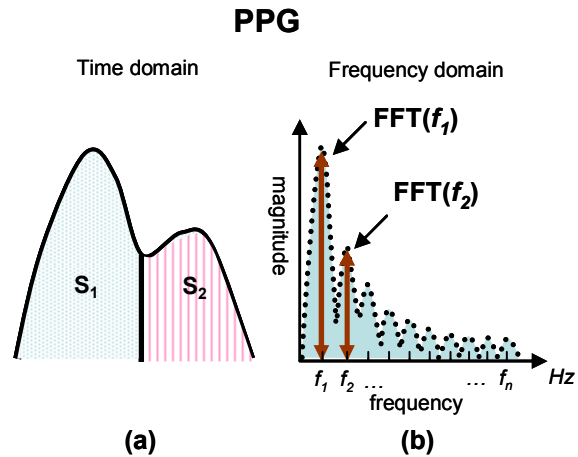 PPG
Time domain
Frequency domain
S1
S2
FFT(f1)
FFT(f2)
magnitude
f1 f2 ... ... fn Hz
frequency
(a)
(b)